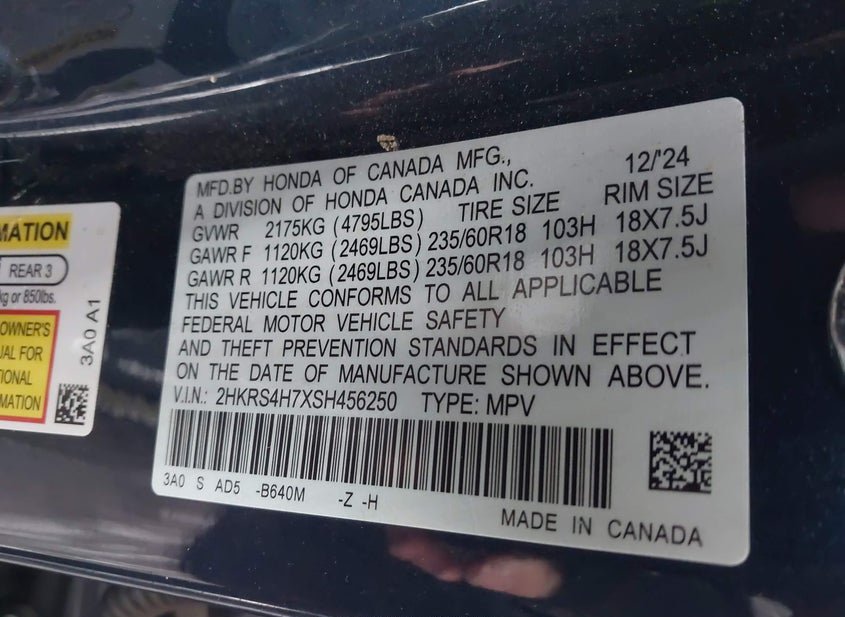 MATION
REAR 3
kg or 850lbs.
OWNER'S
UAL FOR
TIONAL
MATION
3A0 A1
MFD.BY HONDA OF CANADA MFG., 12/'24
A DIVISION OF HONDA CANADA INC.
GVWR 2175KG (4795LBS) TIRE SIZE RIM SIZE
GAWR F 1120KG (2469LBS) 235/60R18 103H 18X7.5J
GAWR R 1120KG (2469LBS) 235/60R18 103H 18X7.5J
THIS VEHICLE CONFORMS TO ALL APPLICABLE
FEDERAL MOTOR VEHICLE SAFETY
AND THEFT PREVENTION STANDARDS IN EFFECT
ON THE DATE OF MANUFACTURE SHOWN ABOVE.
V.I.N.: 2HKRS4H7XSH456250 TYPE: MPV
3A0 S AD5 -B640M -Z -H
MADE IN CANADA